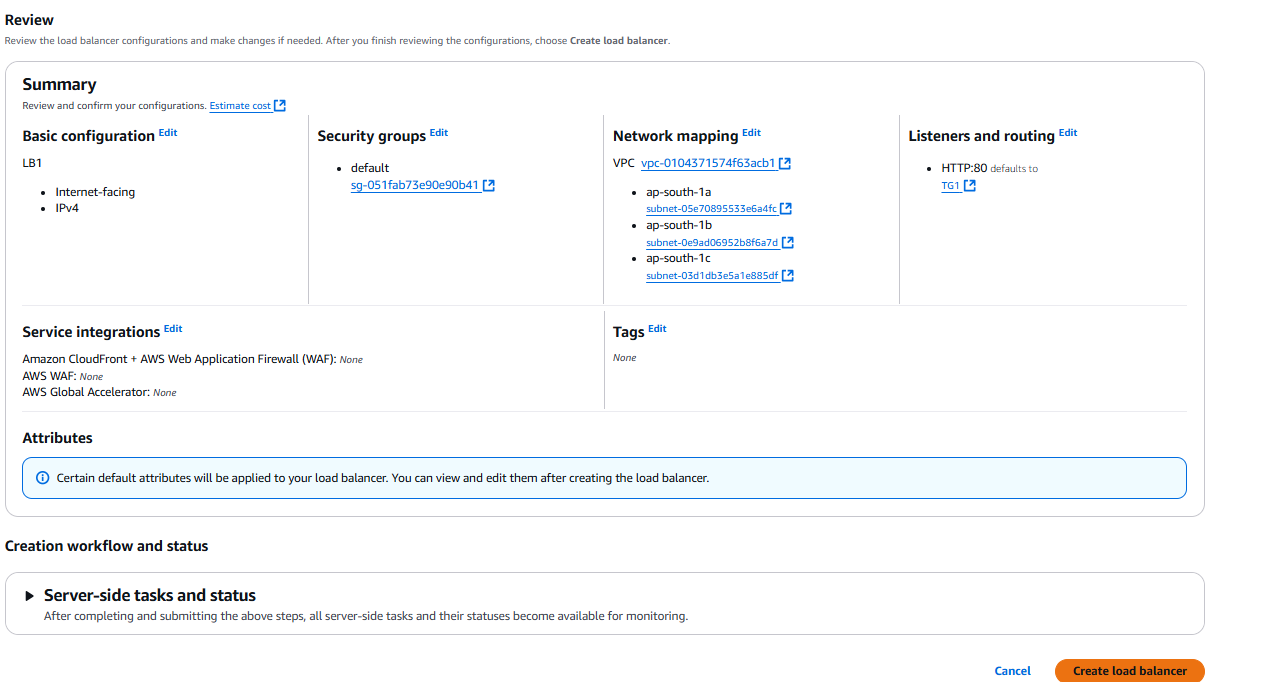 Review
Review the load balancer configurations and make changes if needed. After you finish reviewing the configurations, choose Create load balancer.
Summary
Review and confirm your configurations. Estimate cost
Basic configuration Edit
LB1
Internet-facing
IPv4
Security groups Edit
default
sg-051fab73e90e90b41
Network mapping Edit
VPC vpc-0104371574f63acb1
ap-south-1a
subnet-05e70895533e6a4fc
ap-south-1b
subnet-0e9ad06952b8f6a7d
ap-south-1c
subnet-03d1db3e5a1e885df
Listeners and routing Edit
HTTP:80 defaults to
TG1
Service integrations Edit
Amazon CloudFront + AWS Web Application Firewall (WAF): None
AWS WAF: None
AWS Global Accelerator: None
Tags Edit
None
Attributes
Certain default attributes will be applied to your load balancer. You can view and edit them after creating the load balancer.
Creation workflow and status
Server-side tasks and status
After completing and submitting the above steps, all server-side tasks and their statuses become available for monitoring.
Cancel
Create load balancer